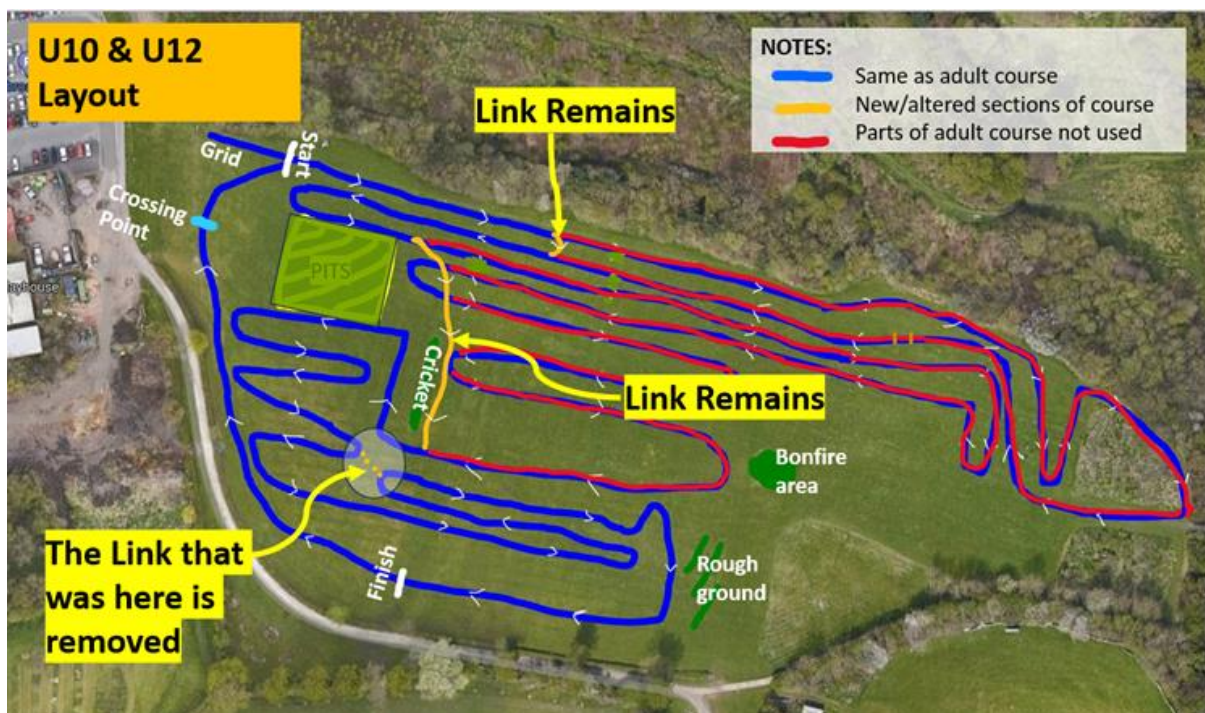 U10 & U12
Layout
NOTES:
Same as adult course
New/altered sections of course
Parts of adult course not used
Link Remains
Grid
Start
Crossing
Point
PITS
Cricket
Link Remains
Bonfire
area
Rough
ground
Finish
The Link that
was here is
removed